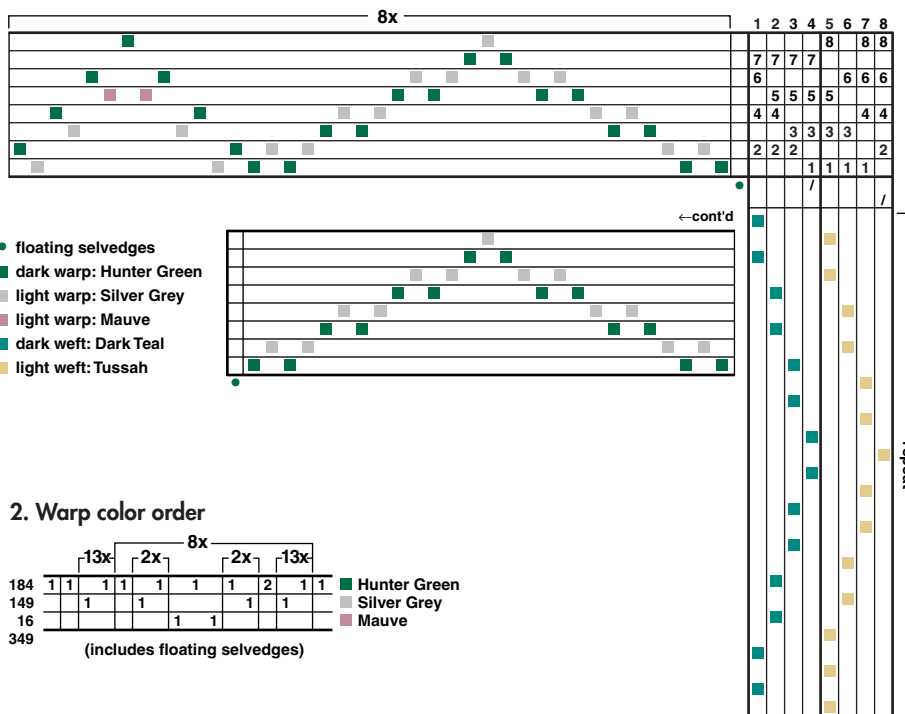 8x
1 2 3 4 5 6 7 8
8 8 8
7 7 7 7
6 6 6 6
5 5 5 5
4 4 4 4
3 3 3 3
2 2 2 2
1 1 1 1
/
/
←cont'd
floating selvedges
dark warp: Hunter Green
light warp: Silver Grey
light warp: Mauve
dark weft: Dark Teal
light weft: Tussah
2. Warp color order
8x
13x 2x 2x 13x
184 1 1 1 1 1 1 1 2 1 1 Hunter Green
149 1 1 1 1 Silver Grey
16 1 1 Mauve
349
(includes floating selvedges)